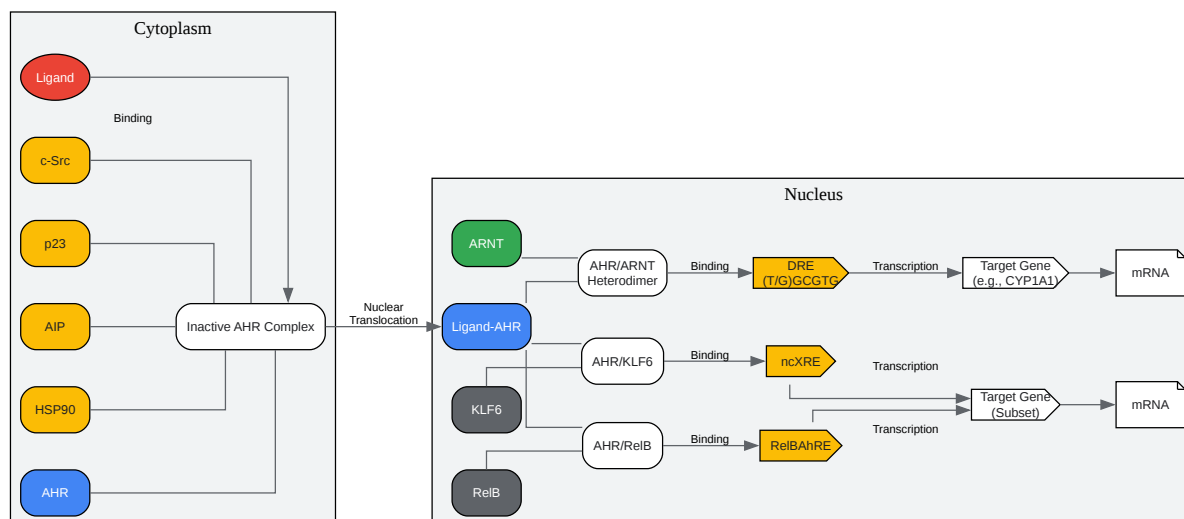 Cytoplasm
Ligand
Binding
c-Src
p23
AIP
HSP90
AHR
Inactive AHR Complex
Nuclear
Translocation
Nucleus
ARNT
Ligand-AHR
KLF6
RelB
AHR/ARNT
Heterodimer
Binding
DRE
(T/G)GCGTG
Transcription
Target Gene
(e.g., CYP1A1)
mRNA
AHR/KLF6
Binding
ncXRE
Transcription
Target Gene
(Subset)
mRNA
AHR/RelB
Binding
RelBAhRE
Transcription